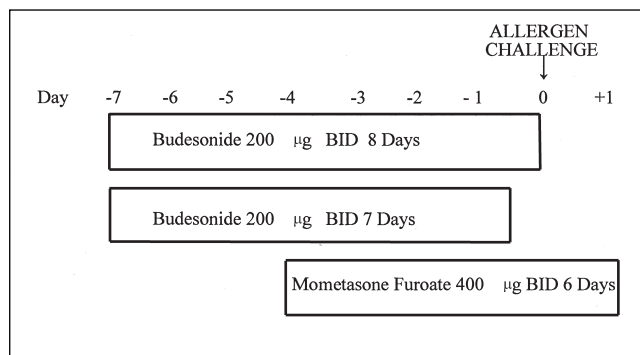 ALLERGEN
CHALLENGE
Day -7 -6 -5 -4 -3 -2 -1 0 +1
Budesonide 200 μg BID 8 Days
Budesonide 200 μg BID 7 Days
Mometasone Furoate 400 μg BID 6 Days